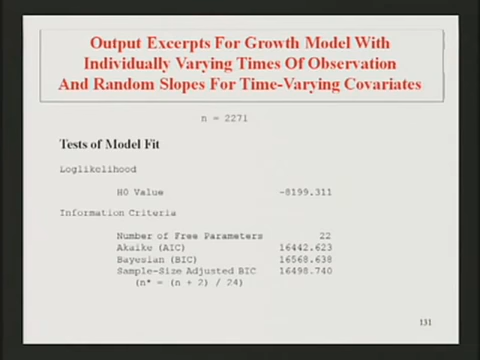 Output Excerpts For Growth Model With
Individually Varying Times Of Observation
And Random Slopes For Time-Varying Covariates
n = 2271
Tests of Model Fit
Loglikelihood
H0 Value -8199.311
Information Criteria
Number of Free Parameters 22
Akaike (AIC) 16442.623
Bayesian (BIC) 16568.638
Sample-Size Adjusted BIC 16498.740
(n* = (n + 2) / 24)
131